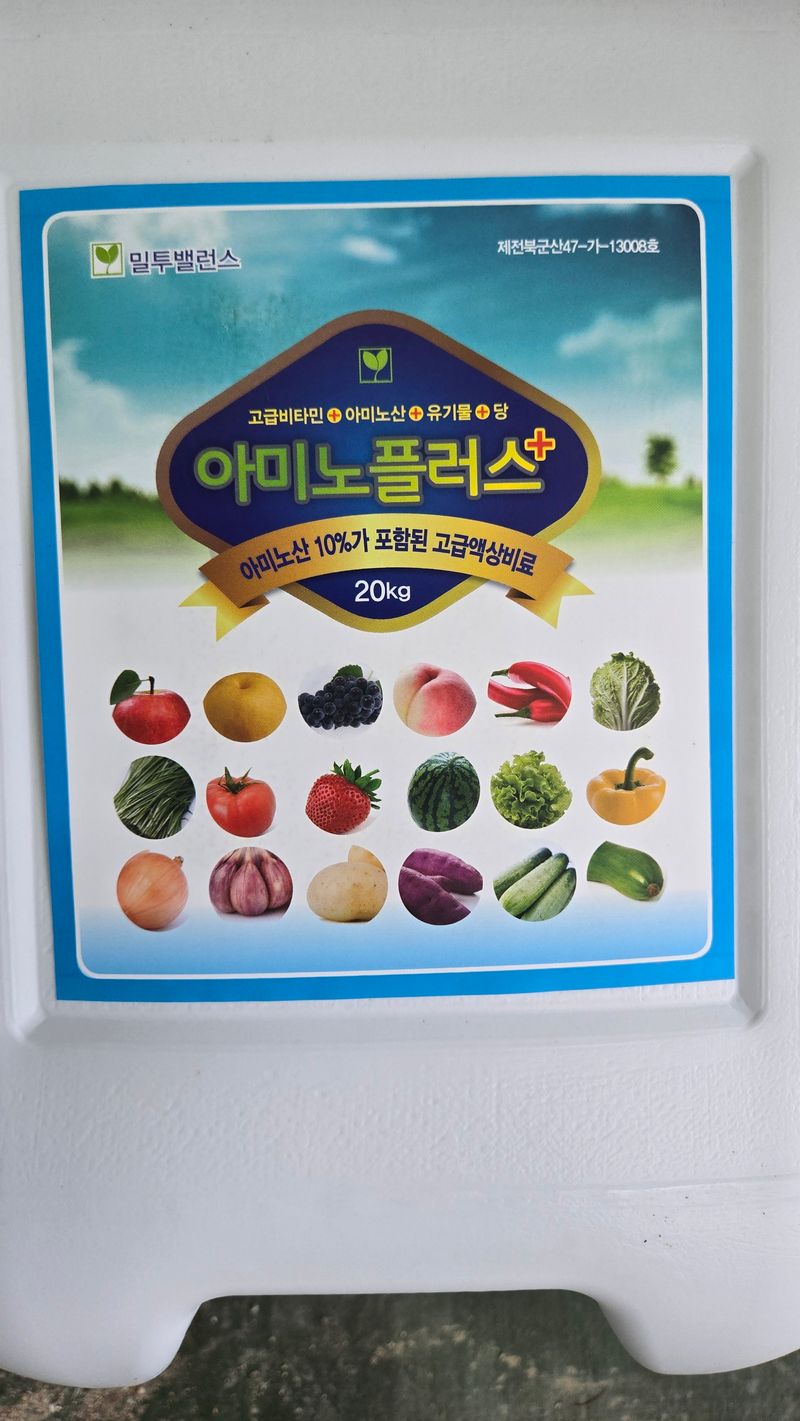 밀투밸런스
제전북군산47-가-13008호
고급비타민+아미노산+유기물+당
아미노플러스+
아미노산 10%가 포함된 고급액상비료
20kg